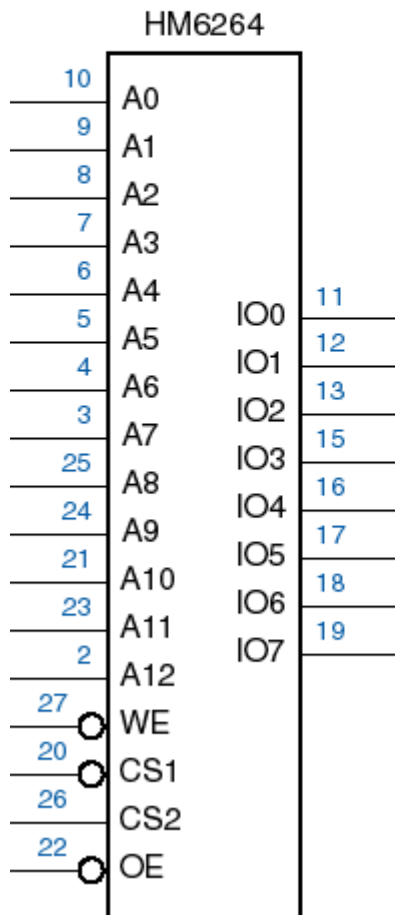 HM6264
10 A0
9 A1
8 A2
7 A3
6 A4
IO0 11
5 A5
IO1 12
4 A6
IO2 13
3 A7
IO3 15
25 A8
IO4 16
24 A9
IO5 17
21 A10
IO6 18
23 A11
IO7 19
2 A12
27 WE
20 CS1
26 CS2
22 OE